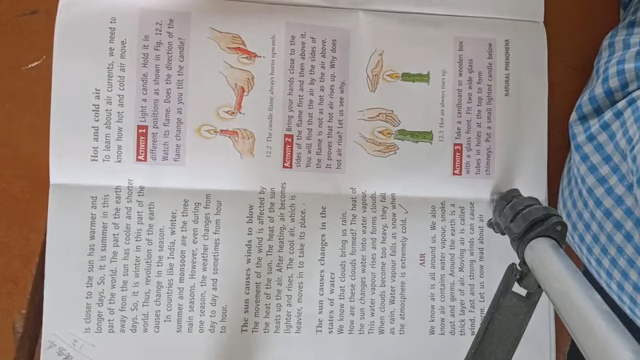 is closer to the sun has warmer and
longer days. So, it is summer in this
part of the world. The part of the earth
away from the sun has cooler and shorter
days. So, it is winter in this part of the
world. Thus, revolution of the earth
causes change in the season.
In countries like India, winter,
summer and monsoon are the three
main seasons. However, even during
one season, the weather changes from
day to day and sometimes from hour
to hour.
The sun causes winds to blow
The movement of the wind is affected by
the heat of the sun. The heat of the sun
heats up the air. After heating, air becomes
lighter and rises. The cool air, which is
heavier, moves in to take its place.
The sun causes changes in the
states of water
We know that clouds bring us rain.
How are these clouds formed? The heat of
the sun changes water into water vapour.
This water vapour rises and forms clouds.
When clouds become too heavy, they fall
as rain. Water vapour falls as snow when
the atmosphere is extremely cold.
AIR
We know air is all around us. We also
know air contains water vapour, smoke,
dust and germs. Around the earth is a
thick layer of air. Moving air is called
wind. Fast and strong winds can cause
Let us now read about air
Hot and cold air
To learn about air currents, we need to
know how hot and cold air move.
Activity 1 Light a candle. Hold it in
different positions as shown in Fig. 12.2.
Watch its flame. Does the direction of the
flame change as you tilt the candle?
12.2 The candle flame always burns upwards.
Activity 2 Bring your hands close to the
sides of the flame first and then above it.
You will find that the air by the sides of
the flame is not as hot as the air above.
It proves that hot air rises up. Why does
hot air rise? Let us see why.
12.3 Hot air always rises up.
Activity 3 Take a cardboard or wooden box
with a glass front. Fit two wide glass
tubes in holes at the top to form
chimneys. Put a small lighted candle below
NATURAL PHENOMENA